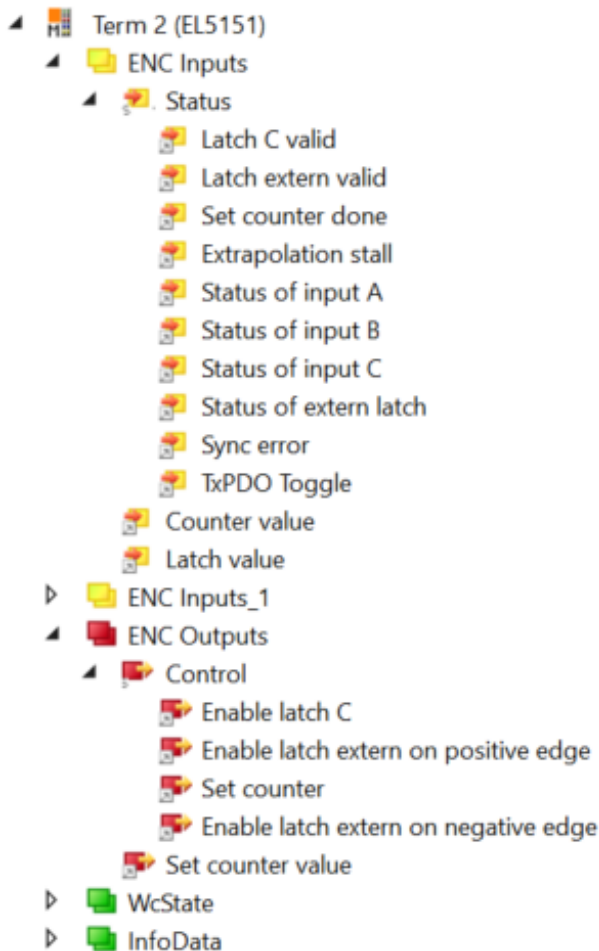 Term 2 (EL5151)
ENC Inputs
Status
Latch C valid
Latch extern valid
Set counter done
Extrapolation stall
Status of input A
Status of input B
Status of input C
Status of extern latch
Sync error
TxPDO Toggle
Counter value
Latch value
ENC Inputs_1
ENC Outputs
Control
Enable latch C
Enable latch extern on positive edge
Set counter
Enable latch extern on negative edge
Set counter value
WcState
InfoData